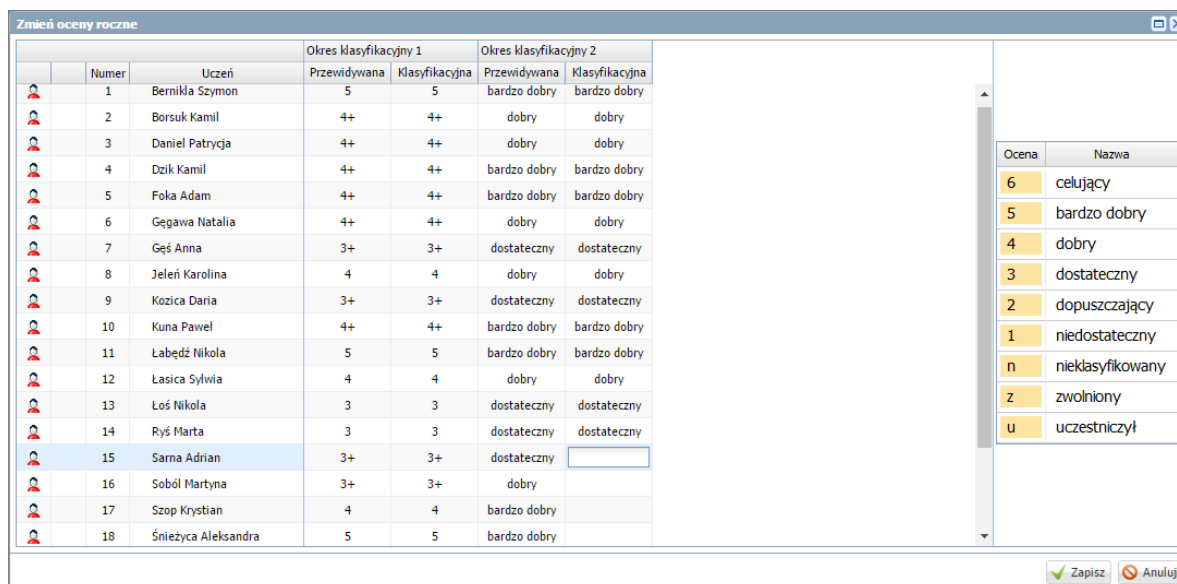 Zmień oceny roczne
Okres klasyfikacyjny 1 Okres klasyfikacyjny 2
Numer Uczeń Przewidywana Klasyfikacyjna Przewidywana Klasyfikacyjna
1 Bernikla Szymon 5 5 bardzo dobry bardzo dobry
2 Borsuk Kamil 4+ 4+ dobry dobry
3 Daniel Patrycja 4+ 4+ dobry dobry
4 Dzik Kamil 4+ 4+ bardzo dobry bardzo dobry
5 Foka Adam 4+ 4+ bardzo dobry bardzo dobry
6 Gęgawa Natalia 4+ 4+ dobry dobry
7 Gęś Anna 3+ 3+ dostateczny dostateczny
8 Jeleń Karolina 4 4 dobry dobry
9 Kozica Daria 3+ 3+ dostateczny dostateczny
10 Kuna Paweł 4+ 4+ bardzo dobry bardzo dobry
11 Łabędź Nikola 5 5 bardzo dobry bardzo dobry
12 Łasica Sylwia 4 4 dobry dobry
13 Łoś Nikola 3 3 dostateczny dostateczny
14 Ryś Marta 3 3 dostateczny dostateczny
15 Sarna Adrian 3+ 3+ dostateczny
16 Soból Martyna 3+ 3+ dobry
17 Szop Krystian 4 4 bardzo dobry
18 Śnieżyca Aleksandra 5 5 bardzo dobry
Ocena Nazwa
6 celujący
5 bardzo dobry
4 dobry
3 dostateczny
2 dopuszczający
1 niedostateczny
n nieklasyfikowany
z zwolniony
u uczestniczył
Zapisz Anuluj